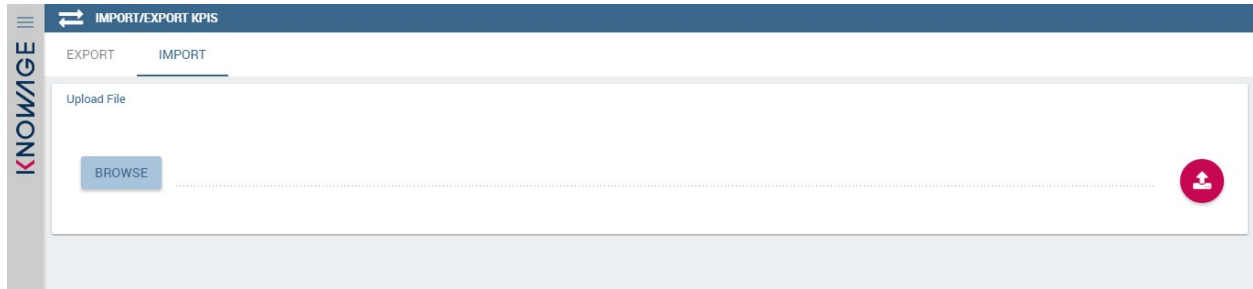 IMPORT/EXPORT KPIS
EXPORT IMPORT
KNOWAGE
Upload File
BROWSE